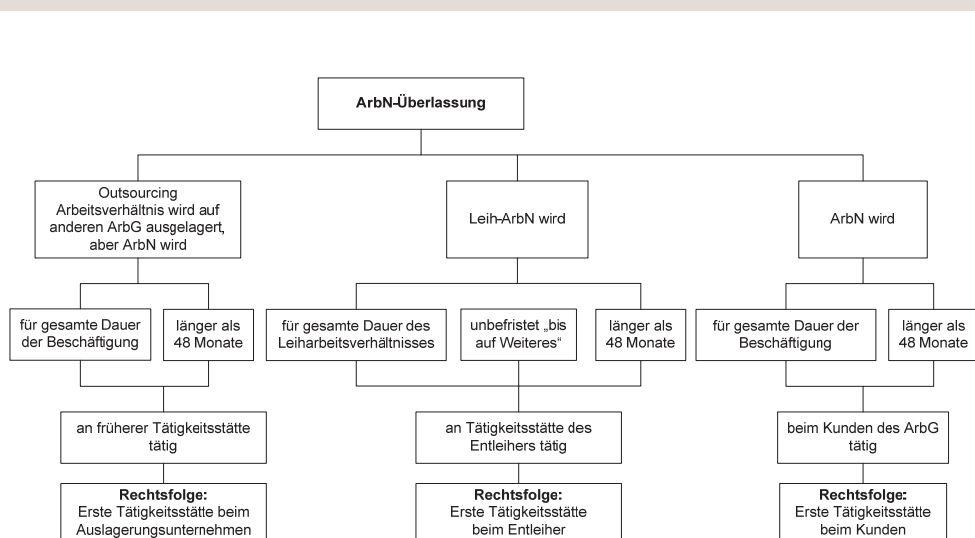 ArbN-Überlassung
Outsourcing
Arbeitsverhältnis wird auf
anderen ArbG ausgelagert,
aber ArbN wird
Leih-ArbN wird
ArbN wird
für gesamte Dauer
der Beschäftigung
länger als
48 Monate
für gesamte Dauer des
Leiharbeitsverhältnisses
unbefristet „bis
auf Weiteres“
länger als
48 Monate
für gesamte Dauer der
Beschäftigung
länger als
48 Monate
an früherer Tätigkeitsstätte
tätig
an Tätigkeitsstätte des
Entleihers tätig
beim Kunden des ArbG
tätig
Rechtsfolge:
Erste Tätigkeitsstätte beim
Auslagerungsunternehmen
Rechtsfolge:
Erste Tätigkeitsstätte
beim Entleiher
Rechtsfolge:
Erste Tätigkeitsstätte
beim Kunden